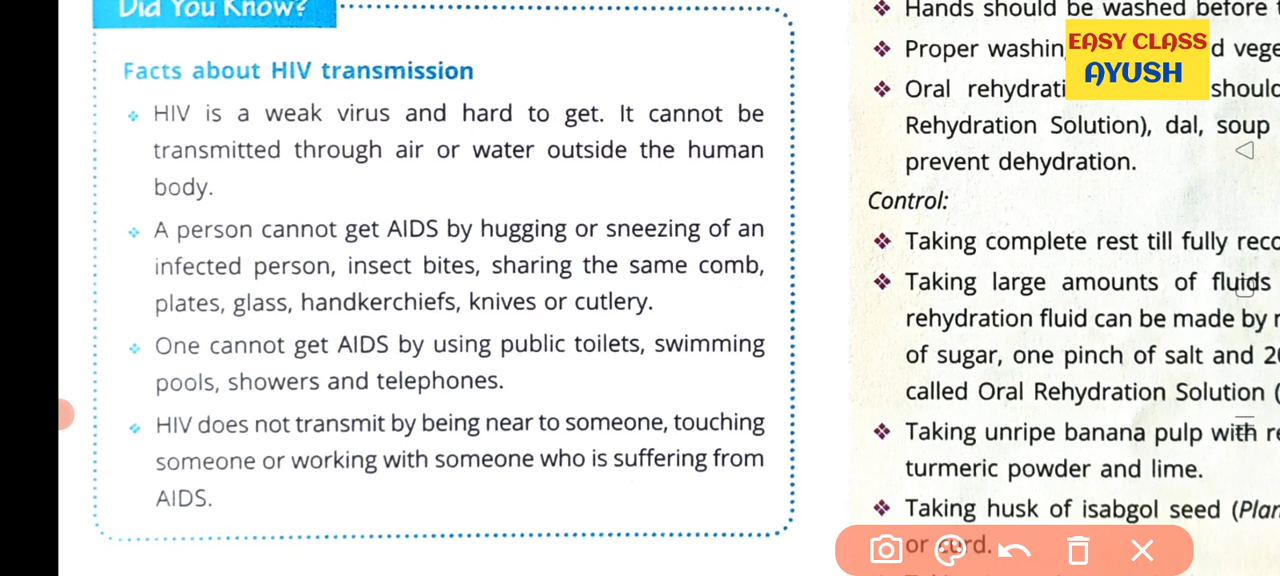 Did You Know?
Facts about HIV transmission
HIV is a weak virus and hard to get. It cannot be
transmitted through air or water outside the human
body.
A person cannot get AIDS by hugging or sneezing of an
infected person, insect bites, sharing the same comb,
plates, glass, handkerchiefs, knives or cutlery.
One cannot get AIDS by using public toilets, swimming
pools, showers and telephones.
HIV does not transmit by being near to someone, touching
someone or working with someone who is suffering from
AIDS.
Hands should be washed before
Proper
EASY CLASS
AYUSH
Oral should
Rehydration Solution), dal, soup
prevent dehydration.
Control:
Taking complete rest till fully
Taking large amounts of fluids
rehydration fluid can be made by
of sugar, one pinch of salt and
called Oral Rehydration Solution (
Taking unripe banana pulp with
turmeric powder and lime.
Taking husk of isabgol seed (
or curd.